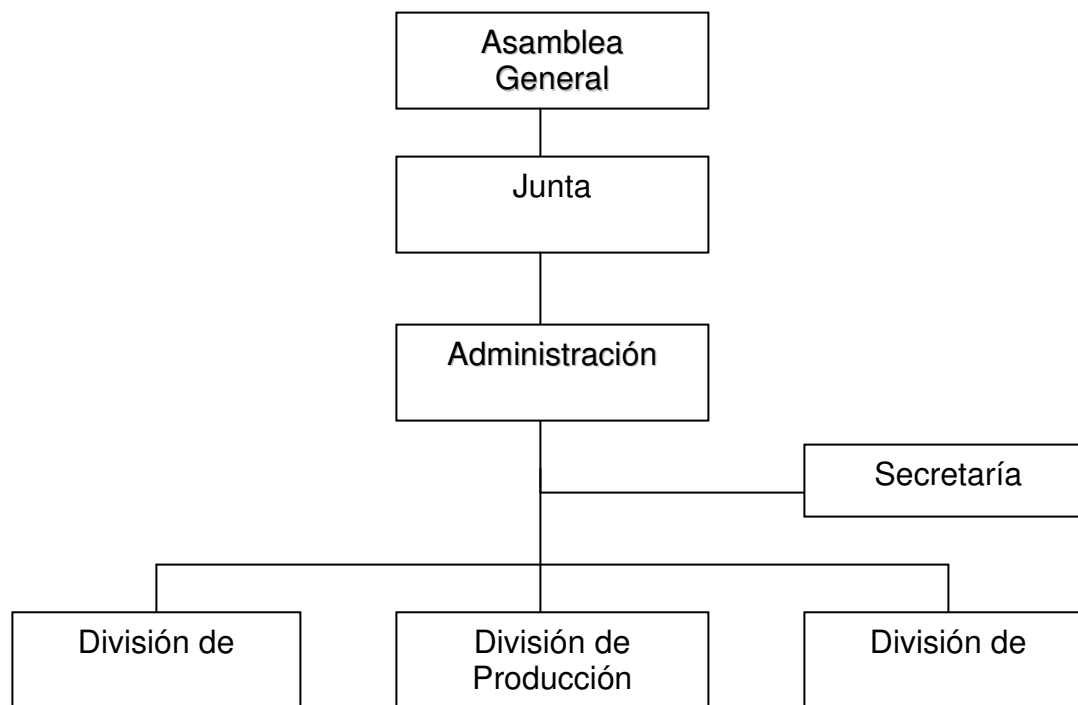 Asamblea
General
Junta
Administración
Secretaría
División de
División de
Producción
División de